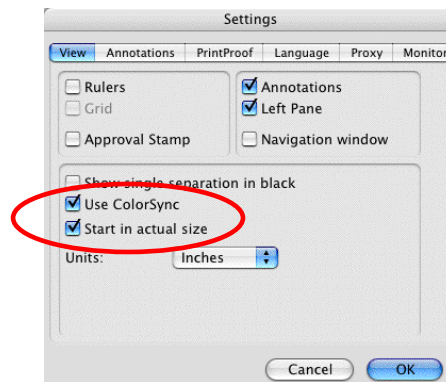 Settings
View Annotations PrintProof Language Proxy Monitor
Rulers Annotations
Grid Left Pane
Approval Stamp Navigation window
Show single separation in black
Use ColorSync
Start in actual size
Units: Inches
Cancel OK